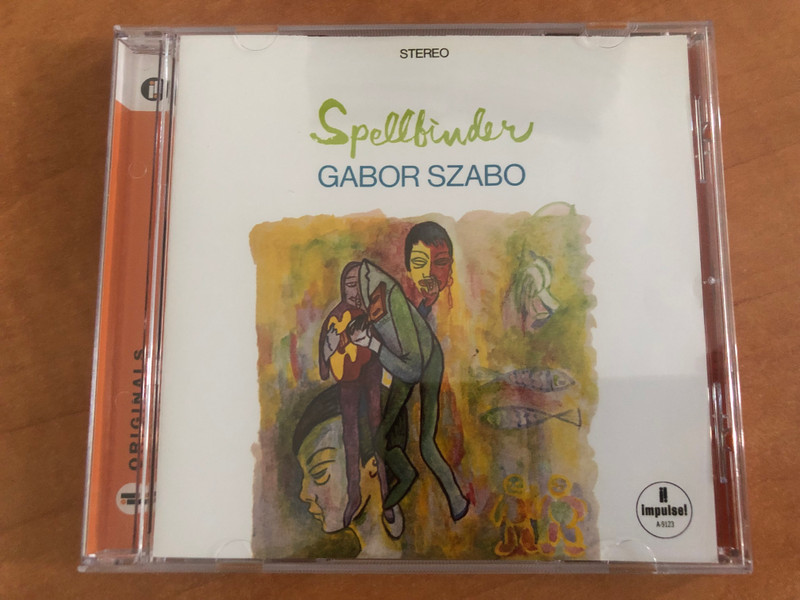 STEREO
Spellbinder
GABOR SZABO
ORIGINALS
impulse!
A-9123